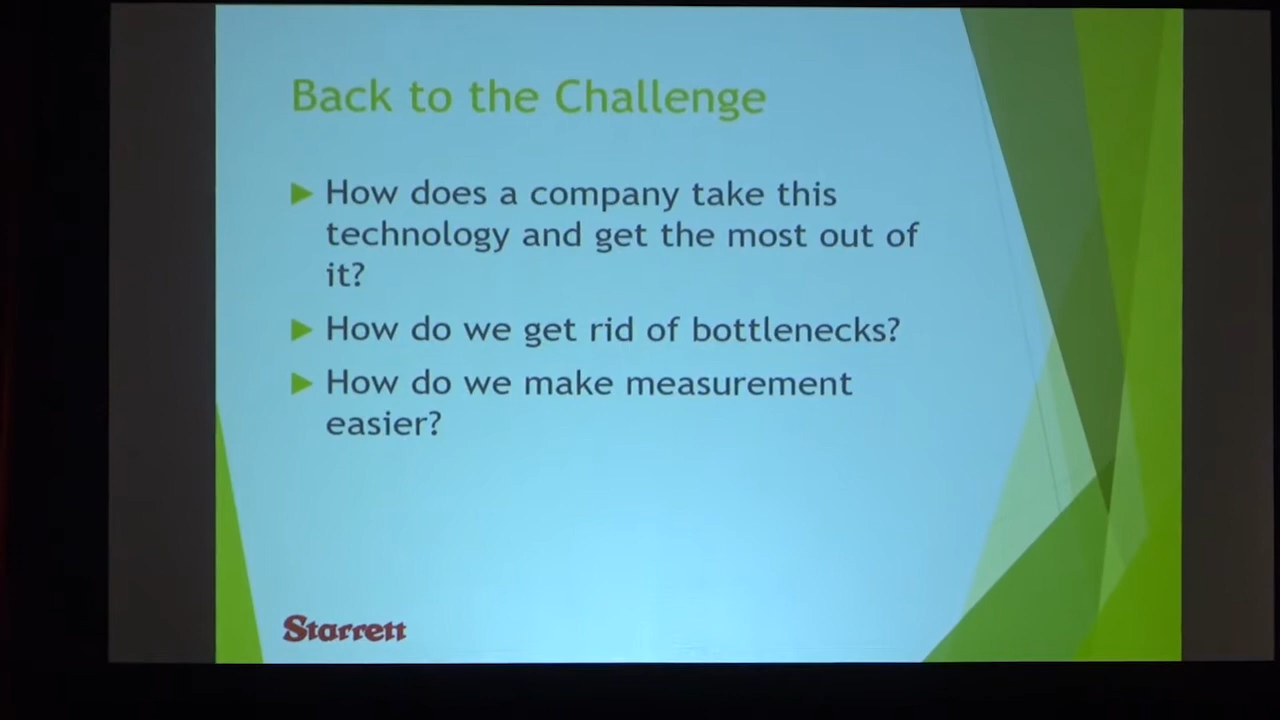 Back to the Challenge
How does a company take this
technology and get the most out of
it?
How do we get rid of bottlenecks?
How do we make measurement
easier?
Starrett